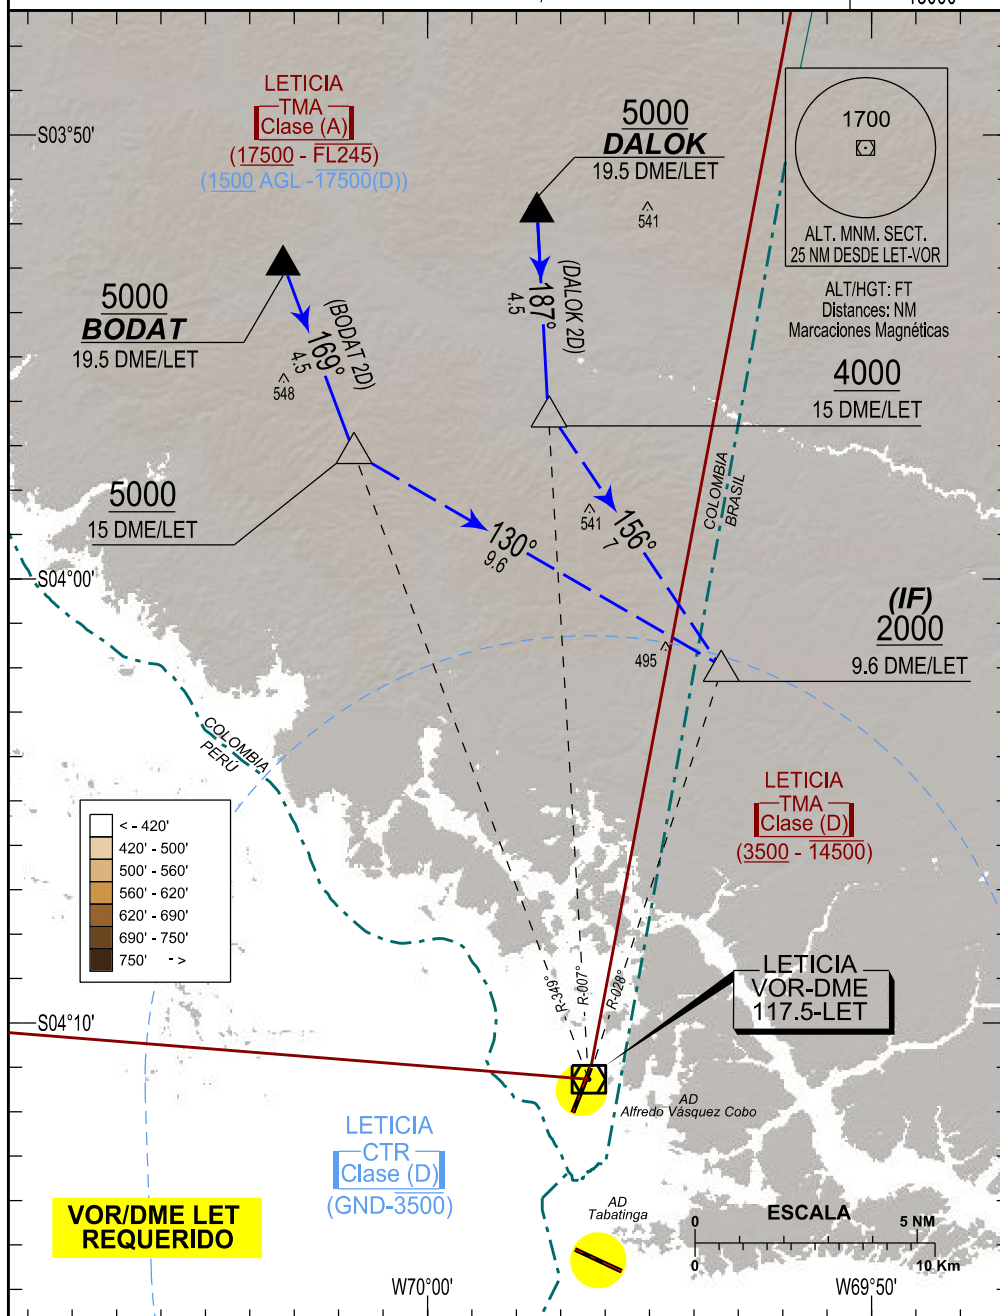 LETICIA
TMA
Clase (A)
(17500 - FL245)
(1500 AGL -17500(D))
5000
DALOK
19.5 DME/LET
541
1700
ALT. MNM. SECT.
25 NM DESDE LET-VOR
ALT/HGT: FT
Distances: NM
Marcaciones Magnéticas
S03°50'
5000
BODAT
19.5 DME/LET
(BODAT 2D)
169°
4.5
548
(DALOK 2D)
187°
4.5
4000
15 DME/LET
5000
15 DME/LET
130°
9.6
541
156°
7
COLOMBIA
BRASIL
S04°00'
(IF)
2000
9.6 DME/LET
495
COLOMBIA
PERÚ
LETICIA
TMA
Clase (D)
(3500 - 14500)
< - 420'
420' - 500'
500' - 560'
560' - 620'
620' - 690'
690' - 750'
750' - >
R-349°
R-007°
R-028°
LETICIA
VOR-DME
117.5-LET
S04°10'
AD
Alfredo Vásquez Cobo
LETICIA
CTR
Clase (D)
(GND-3500)
VOR/DME LET
REQUERIDO
AD
Tabatinga
ESCALA
0 5 NM
0 10 Km
W70°00'
W69°50'